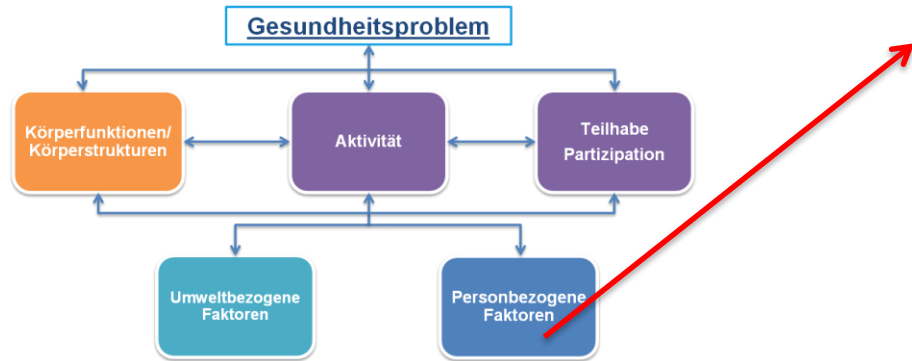 Gesundheitsproblem
Körperfunktionen/
Körperstrukturen
Aktivität
Teilhabe
Partizipation
Umweltbezogene
Faktoren
Personbezogene
Faktoren